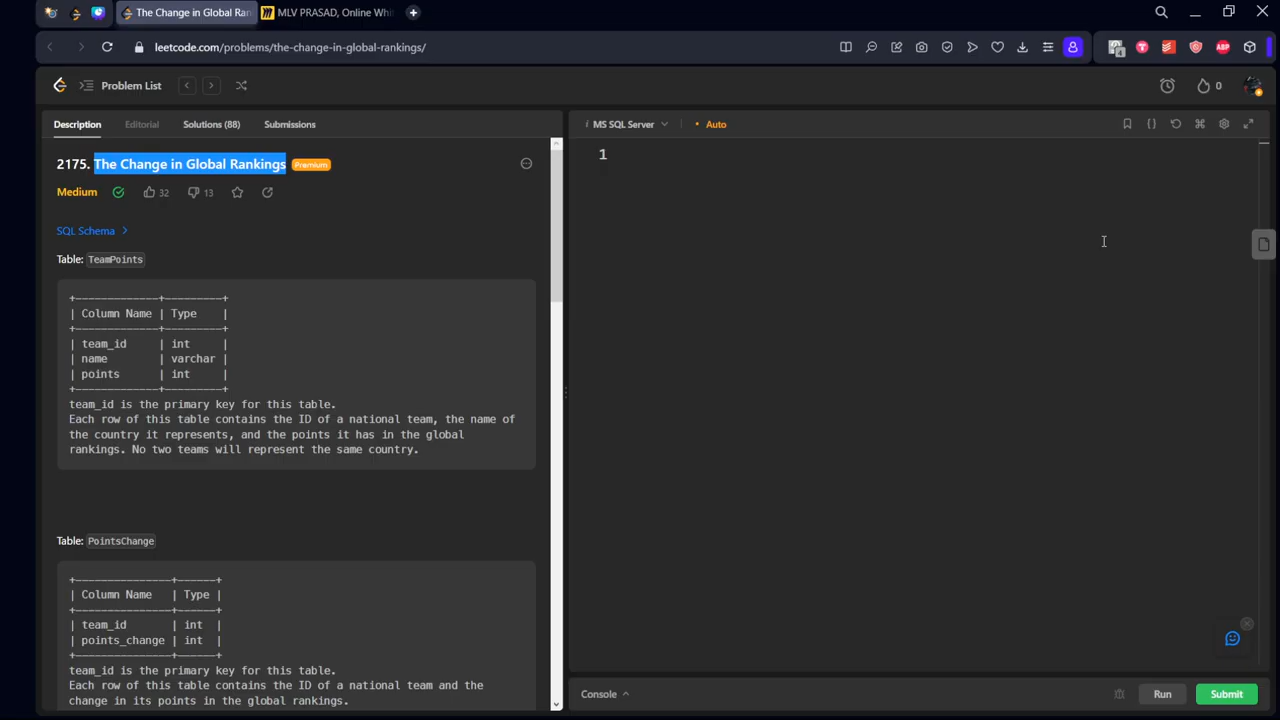 The Change in Global Ran
MLV PRASAD, Online Whi
leetcode.com/problems/the-change-in-global-rankings/
4
ABP
Problem List
0
Description
Editorial
Solutions (88)
Submissions
MS SQL Server
• Auto
2175. The Change in Global Rankings
Premium
1
Medium
32
13
SQL Schema >
Table: TeamPoints
+-------------+---------+
| Column Name | Type    |
+-------------+---------+
| team_id     | int     |
| name        | varchar |
| points      | int     |
+-------------+---------+
team_id is the primary key for this table.
Each row of this table contains the ID of a national team, the name of
the country it represents, and the points it has in the global
rankings. No two teams will represent the same country.
Table: PointsChange
+---------------+------+
| Column Name   | Type |
+---------------+------+
| team_id       | int  |
| points_change | int  |
+---------------+------+
team_id is the primary key for this table.
Each row of this table contains the ID of a national team and the
change in its points in the global rankings.
Console
Run
Submit